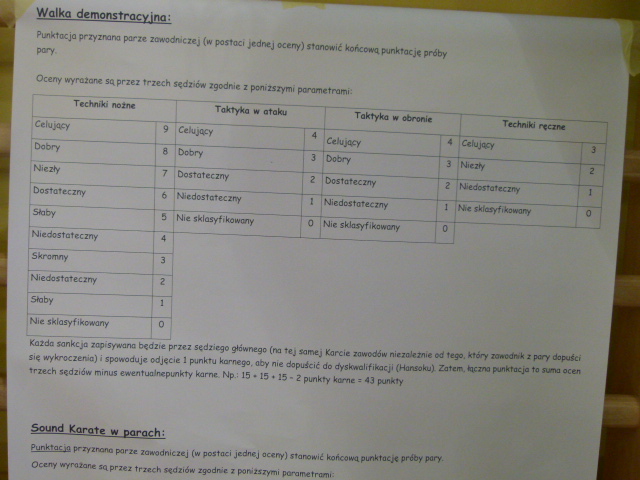 Walka demonstracyjna:
Punktacja przyznana parze zawodniczej (w postaci jednej oceny) stanowić końcową punktację próby
pary.
Oceny wyrażane są przez trzech sędziów zgodnie z poniższymi parametrami:
Techniki nożne Taktyka w ataku Taktyka w obronie Techniki ręczne
Celujący 9 Celujący 4 Celujący 4 Celujący 3
Dobry 8 Dobry 3 Dobry 3 Niezły 2
Niezły 7 Dostateczny 2 Dostateczny 2 Niedostateczny 1
Dostateczny 6 Niedostateczny 1 Niedostateczny 1 Nie sklasyfikowany 0
Słaby 5 Nie sklasyfikowany 0 Nie sklasyfikowany 0
Niedostateczny 4
Skromny 3
Niedostateczny 2
Słaby 1
Nie sklasyfikowany 0
Każda sankcja zapisywana będzie przez sędziego głównego (na tej samej Karcie zawodów niezależnie od tego, który zawodnik z pary dopuści
się wykroczenia) i spowoduje odjęcie 1 punktu karnego, aby nie dopuścić do dyskwalifikacji (Hansoku). Zatem, łączna punktacja to suma ocen
trzech sędziów minus ewentualnepunkty karne. Np.: 15 + 15 + 15 - 2 punkty karne = 43 punkty
Sound Karate w parach:
Punktacja przyznana parze zawodniczej (w postaci jednej oceny) stanowić końcową punktację próby pary.
Oceny wyrażane są przez trzech sędziów zgodnie z poniższymi parametrami: